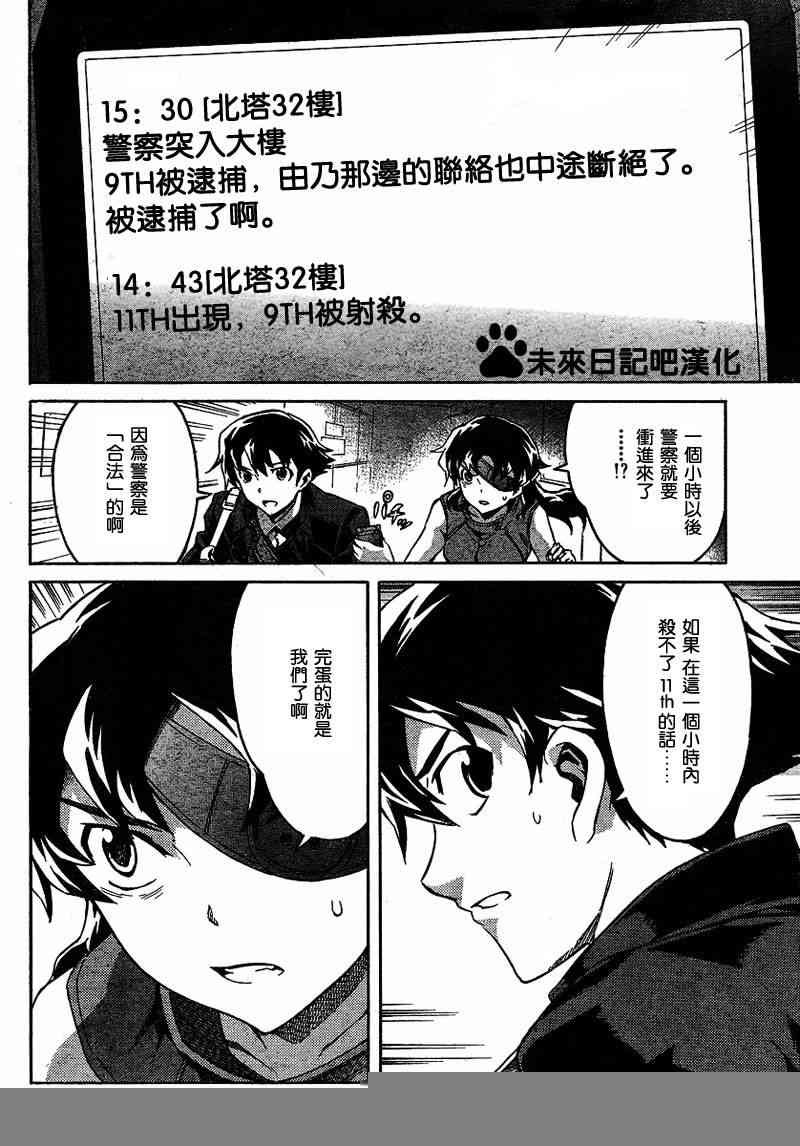 15：30 [北塔32樓]
警察突入大樓
9TH被逮捕，由乃那邊的聯絡也中途斷絕了。
被逮捕了啊。
14：43[北塔32樓]
11TH出現，9TH被射殺。
未來日記吧漢化
一個小時以後
警察就要
衝進來了
……!?
因爲警察是
「合法」的啊
如果 在這一個小時內
殺不了 11th 的話……
完蛋的就是
我們了啊